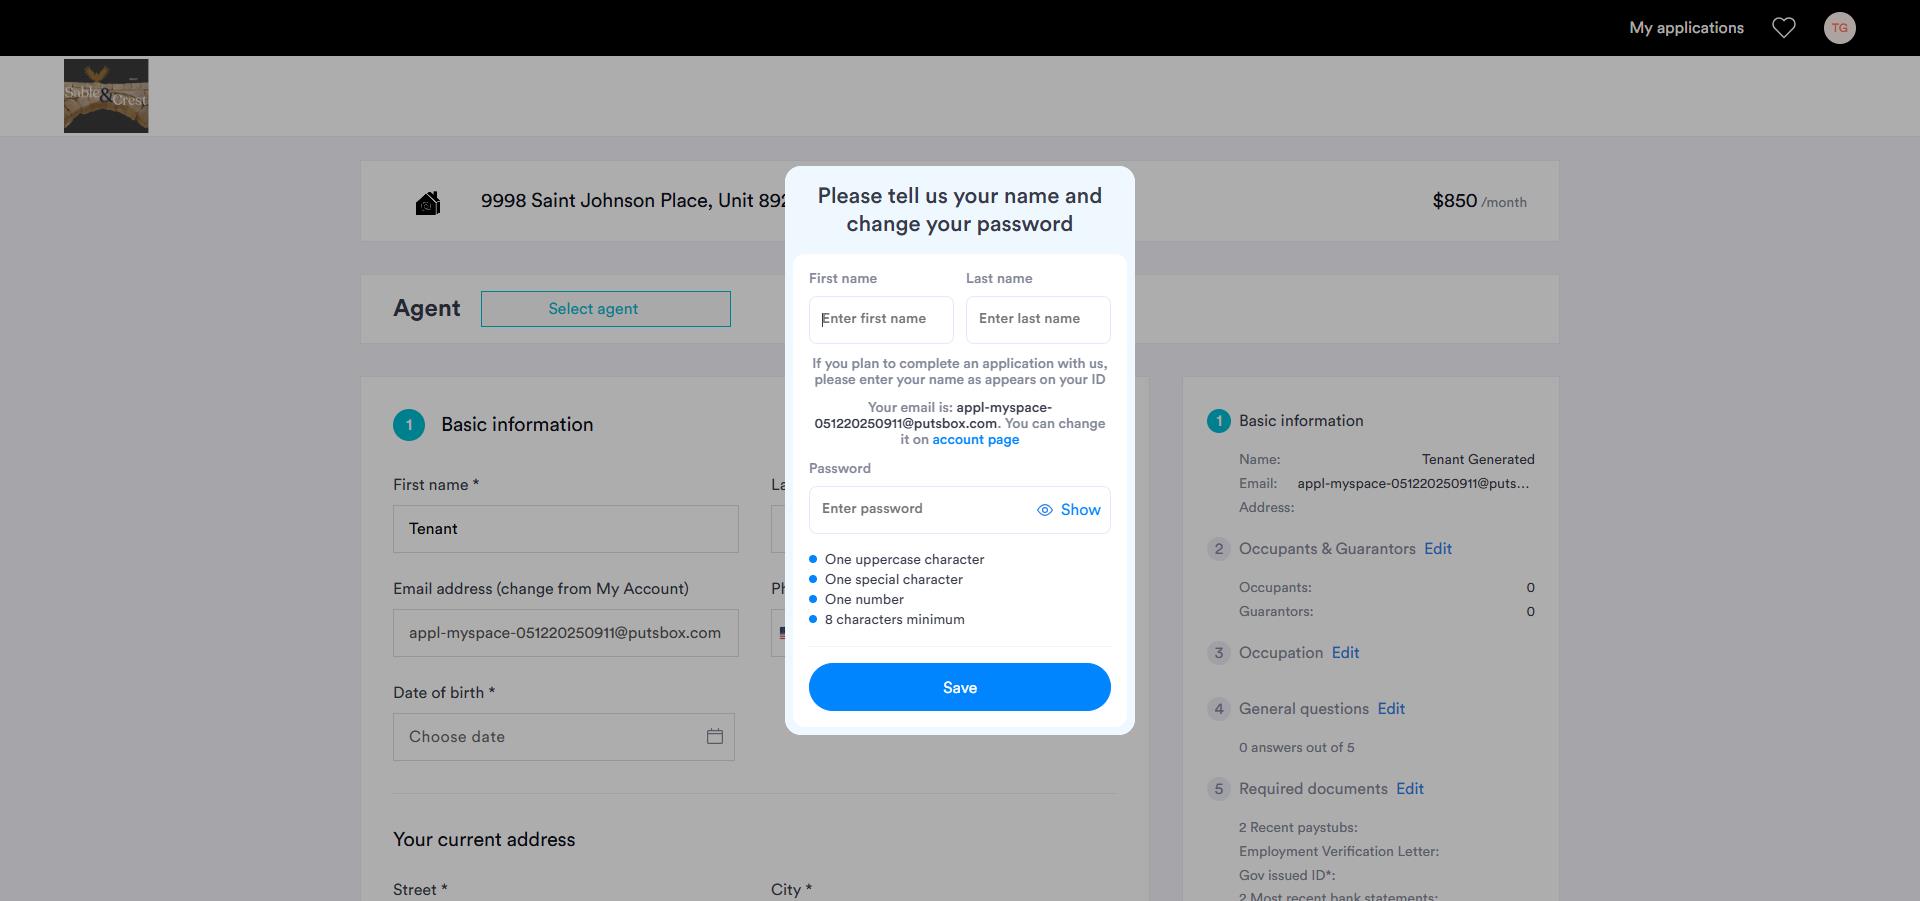 My applications
TG
Sable & Crest
9998 Saint Johnson Place, Unit 892
$850 /month
Agent
Select agent
Please tell us your name and
change your password
First name
Last name
Enter first name
Enter last name
If you plan to complete an application with us,
please enter your name as appears on your ID
Your email is: appl-myspace-
051220250911@putsbox.com. You can change
it on account page
Password
Enter password
Show
One uppercase character
One special character
One number
8 characters minimum
Save
1 Basic information
First name *
La
Tenant
Email address (change from My Account)
Ph
appl-myspace-051220250911@putsbox.com
Date of birth *
Choose date
Your current address
Street *
City *
1 Basic information
Name: Tenant Generated
Email: appl-myspace-051220250911@puts...
Address:
2 Occupants & Guarantors Edit
Occupants: 0
Guarantors: 0
3 Occupation Edit
4 General questions Edit
0 answers out of 5
5 Required documents Edit
2 Recent paystubs:
Employment Verification Letter:
Gov issued ID*:
2 Most recent bank statements: